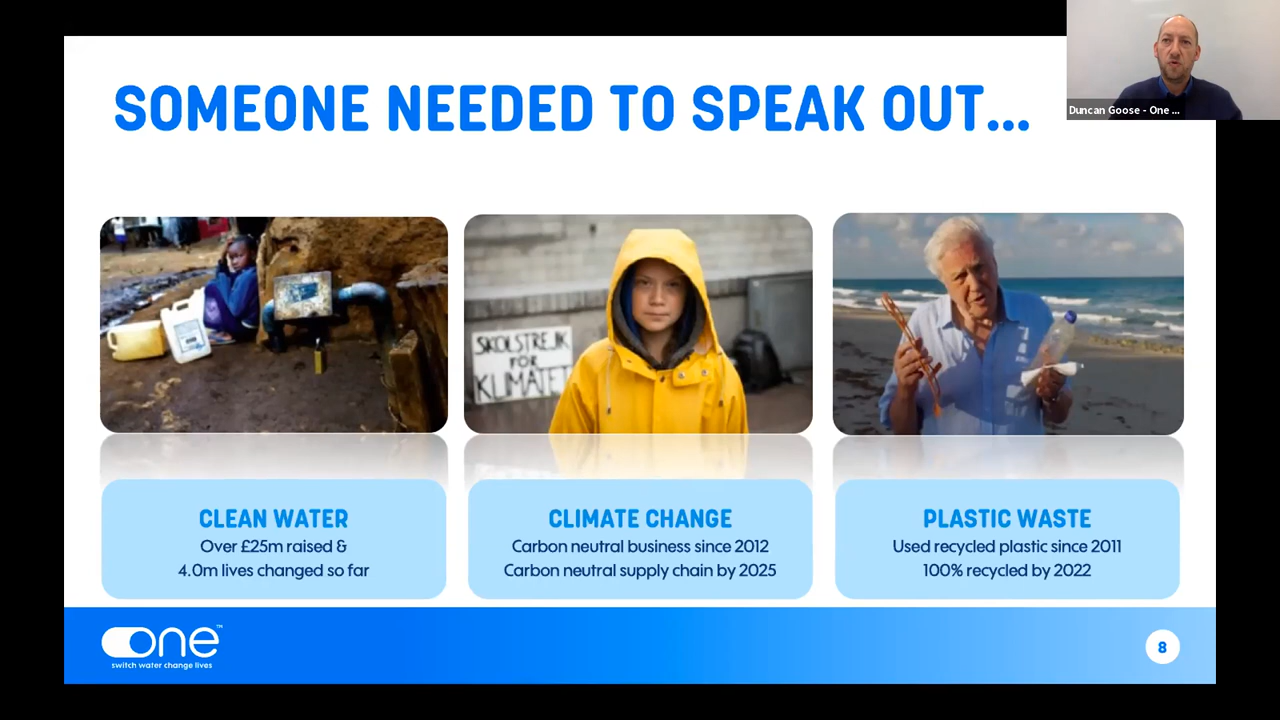 SOMEONE NEEDED TO SPEAK OUT...
Duncan Goose - One ...
SKOLSTREJK
FÖR
KLIMATET
CLEAN WATER
Over £25m raised &
4.0m lives changed so far
CLIMATE CHANGE
Carbon neutral business since 2012
Carbon neutral supply chain by 2025
PLASTIC WASTE
Used recycled plastic since 2011
100% recycled by 2022
one™
switch water change lives
8